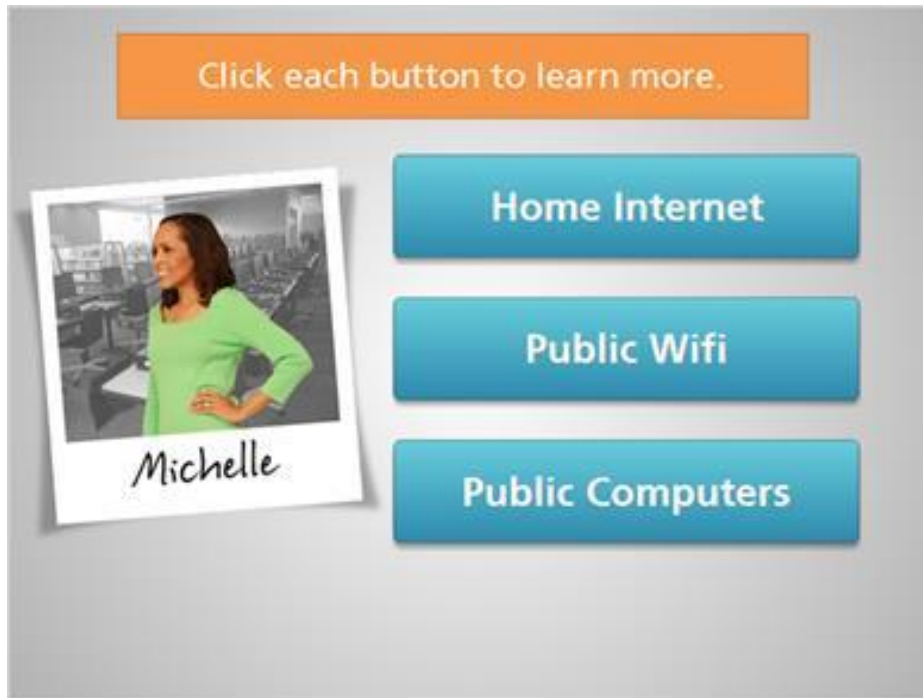 Click each button to learn more.
Home Internet
Public Wifi
Public Computers
Michelle